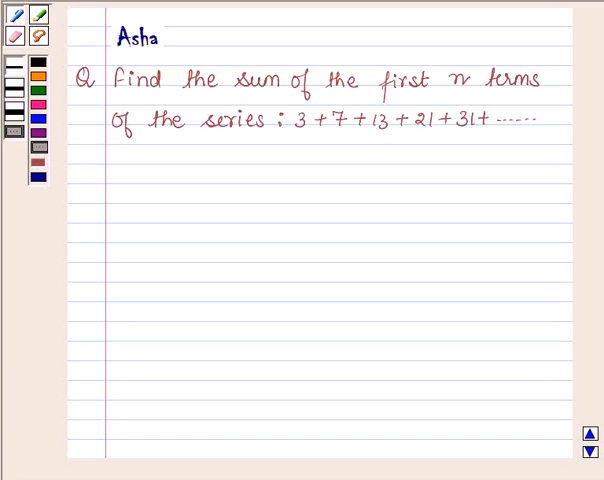 Asha
Q Find the sum of the first n terms
of the series : 3 + 7 + 13 + 21 + 31 + ......